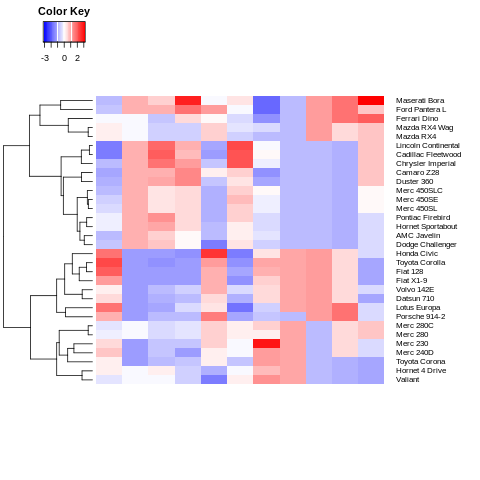 Color Key
-3 0 2
Maserati Bora
Ford Pantera L
Ferrari Dino
Mazda RX4 Wag
Mazda RX4
Lincoln Continental
Cadillac Fleetwood
Chrysler Imperial
Camaro Z28
Duster 360
Merc 450SLC
Merc 450SE
Merc 450SL
Pontiac Firebird
Hornet Sportabout
AMC Javelin
Dodge Challenger
Honda Civic
Toyota Corolla
Fiat 128
Fiat X1-9
Volvo 142E
Datsun 710
Lotus Europa
Porsche 914-2
Merc 280C
Merc 280
Merc 230
Merc 240D
Toyota Corona
Hornet 4 Drive
Valiant